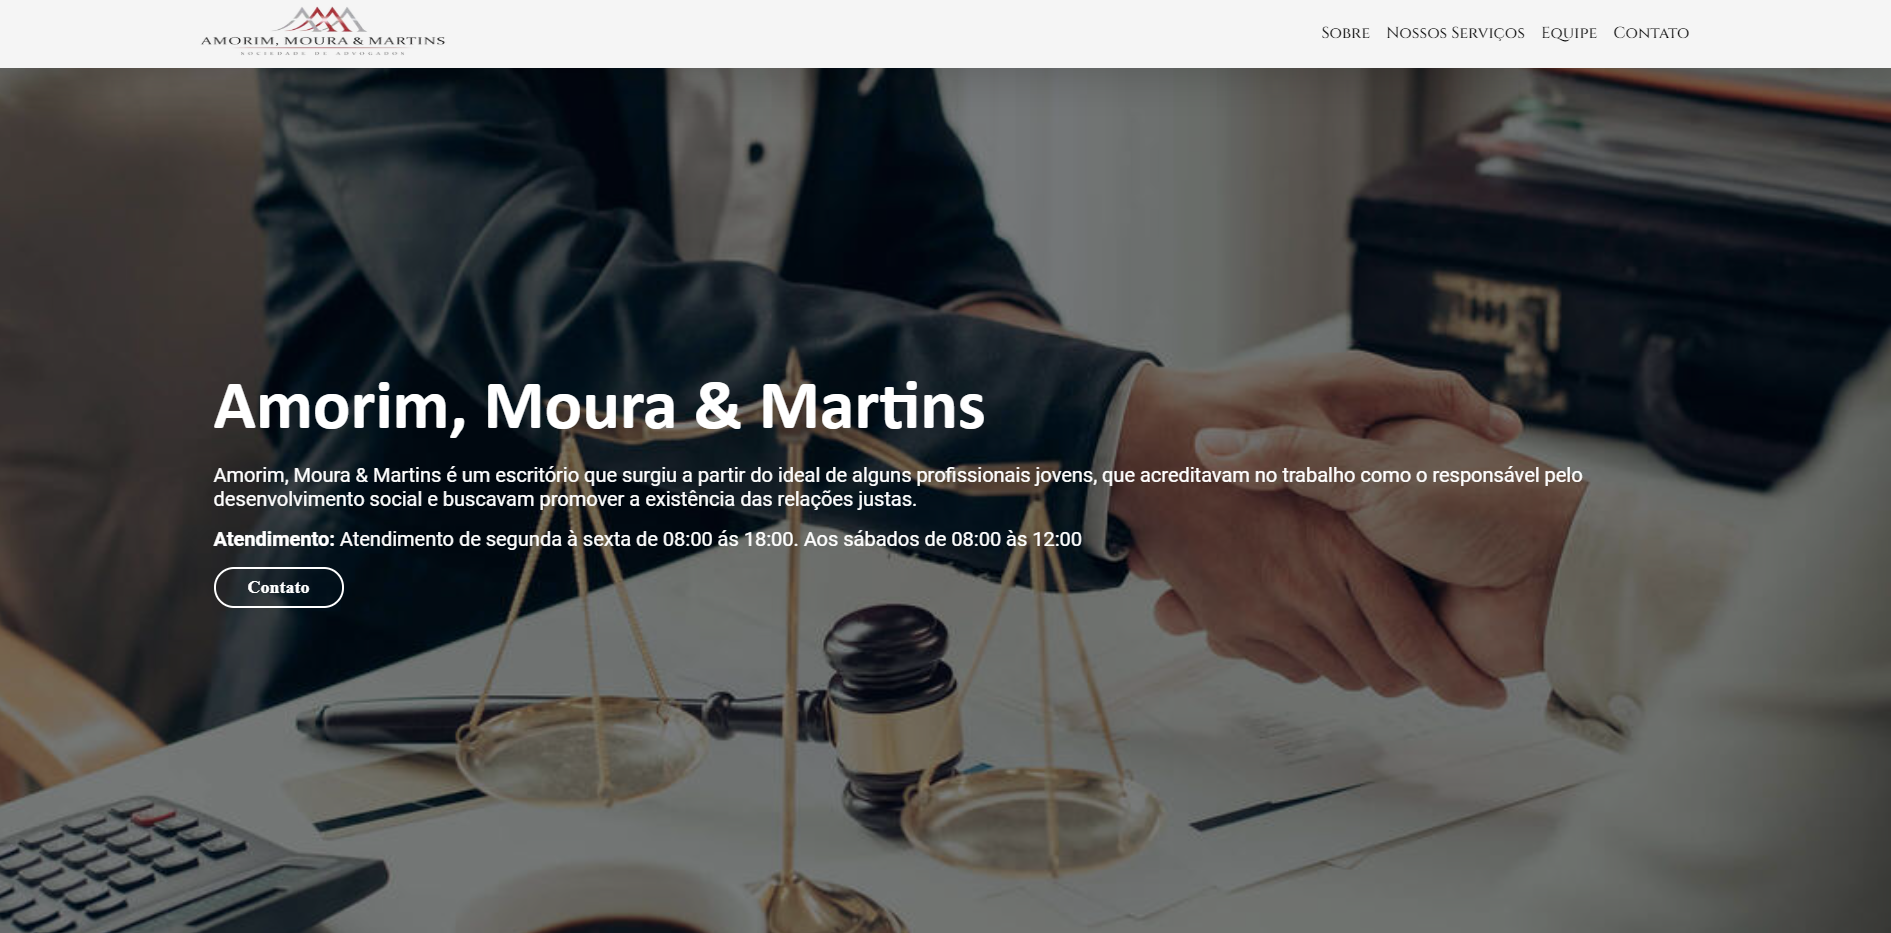 AMORIM, MOURA & MARTINS
SOCIEDADE DE ADVOGADOS
Sobre Nossos Serviços Equipe Contato
Amorim, Moura & Martins
Amorim, Moura & Martins é um escritório que surgiu a partir do ideal de alguns profissionais jovens, que acreditavam no trabalho como o responsável pelo
desenvolvimento social e buscavam promover a existência das relações justas.
Atendimento: Atendimento de segunda à sexta de 08:00 ás 18:00. Aos sábados de 08:00 às 12:00
Contato